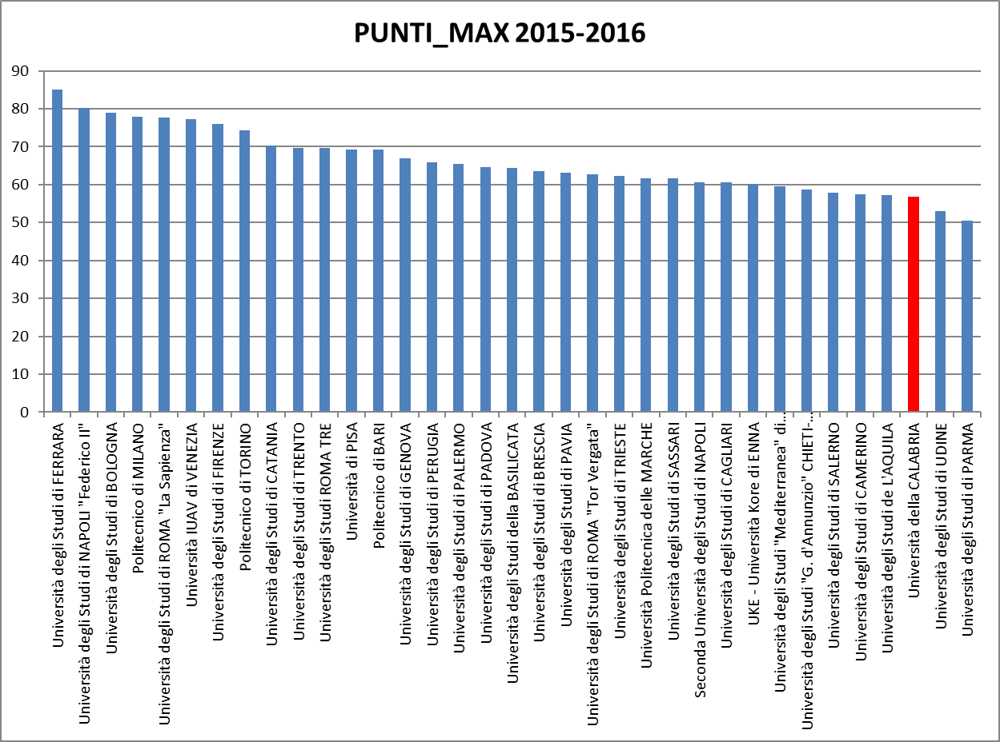 PUNTI_MAX 2015-2016
90
80
70
60
50
40
30
20
10
0
Università degli Studi di FERRARA
Università degli Studi di NAPOLI "Federico II"
Università degli Studi di BOLOGNA
Politecnico di MILANO
Università degli Studi di ROMA "La Sapienza"
Università IUAV di VENEZIA
Università degli Studi di FIRENZE
Politecnico di TORINO
Università degli Studi di CATANIA
Università degli Studi di TRENTO
Università degli Studi ROMA TRE
Università di PISA
Politecnico di BARI
Università degli Studi di GENOVA
Università degli Studi di PERUGIA
Università degli Studi di PALERMO
Università degli Studi di PADOVA
Università degli Studi della BASILICATA
Università degli Studi di BRESCIA
Università degli Studi di PAVIA
Università degli Studi di ROMA "Tor Vergata"
Università degli Studi di TRIESTE
Università Politecnica delle MARCHE
Università degli Studi di SASSARI
Seconda Università degli Studi di NAPOLI
Università degli Studi di CAGLIARI
UKE - Università Kore di ENNA
Università degli Studi "Mediterranea" di...
Università degli Studi "G. d'Annunzio" CHIETI-...
Università degli Studi di SALERNO
Università degli Studi di CAMERINO
Università degli Studi de L'AQUILA
Università della CALABRIA
Università degli Studi di UDINE
Università degli Studi di PARMA